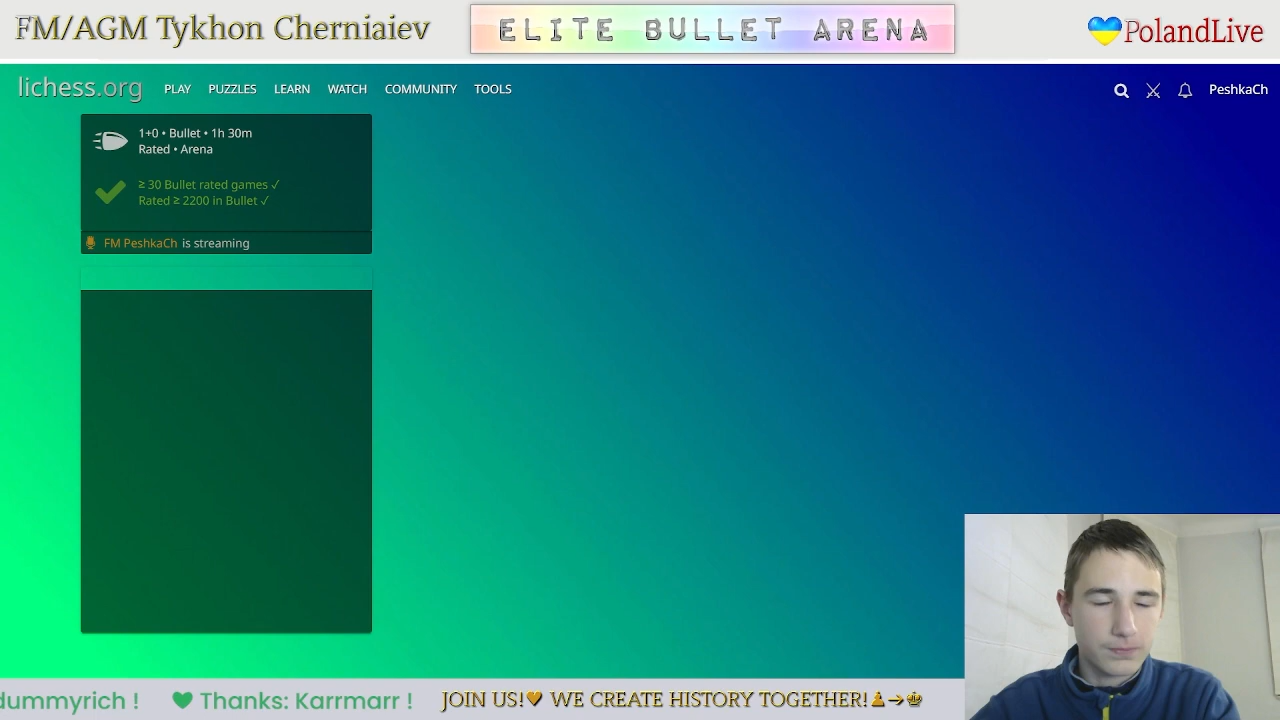 FM/AGM Tykhon Cherniaiev
ELITE BULLET ARENA
PolandLive
lichess.org PLAY PUZZLES LEARN WATCH COMMUNITY TOOLS PeshkaCh
1+0 • Bullet • 1h 30m
Rated • Arena
≥ 30 Bullet rated games ✓
Rated ≥ 2200 in Bullet ✓
FM PeshkaCh is streaming
dummyrich ! Thanks: Karrmarr ! JOIN US!🧡 WE CREATE HISTORY TOGETHER!♟➔♚